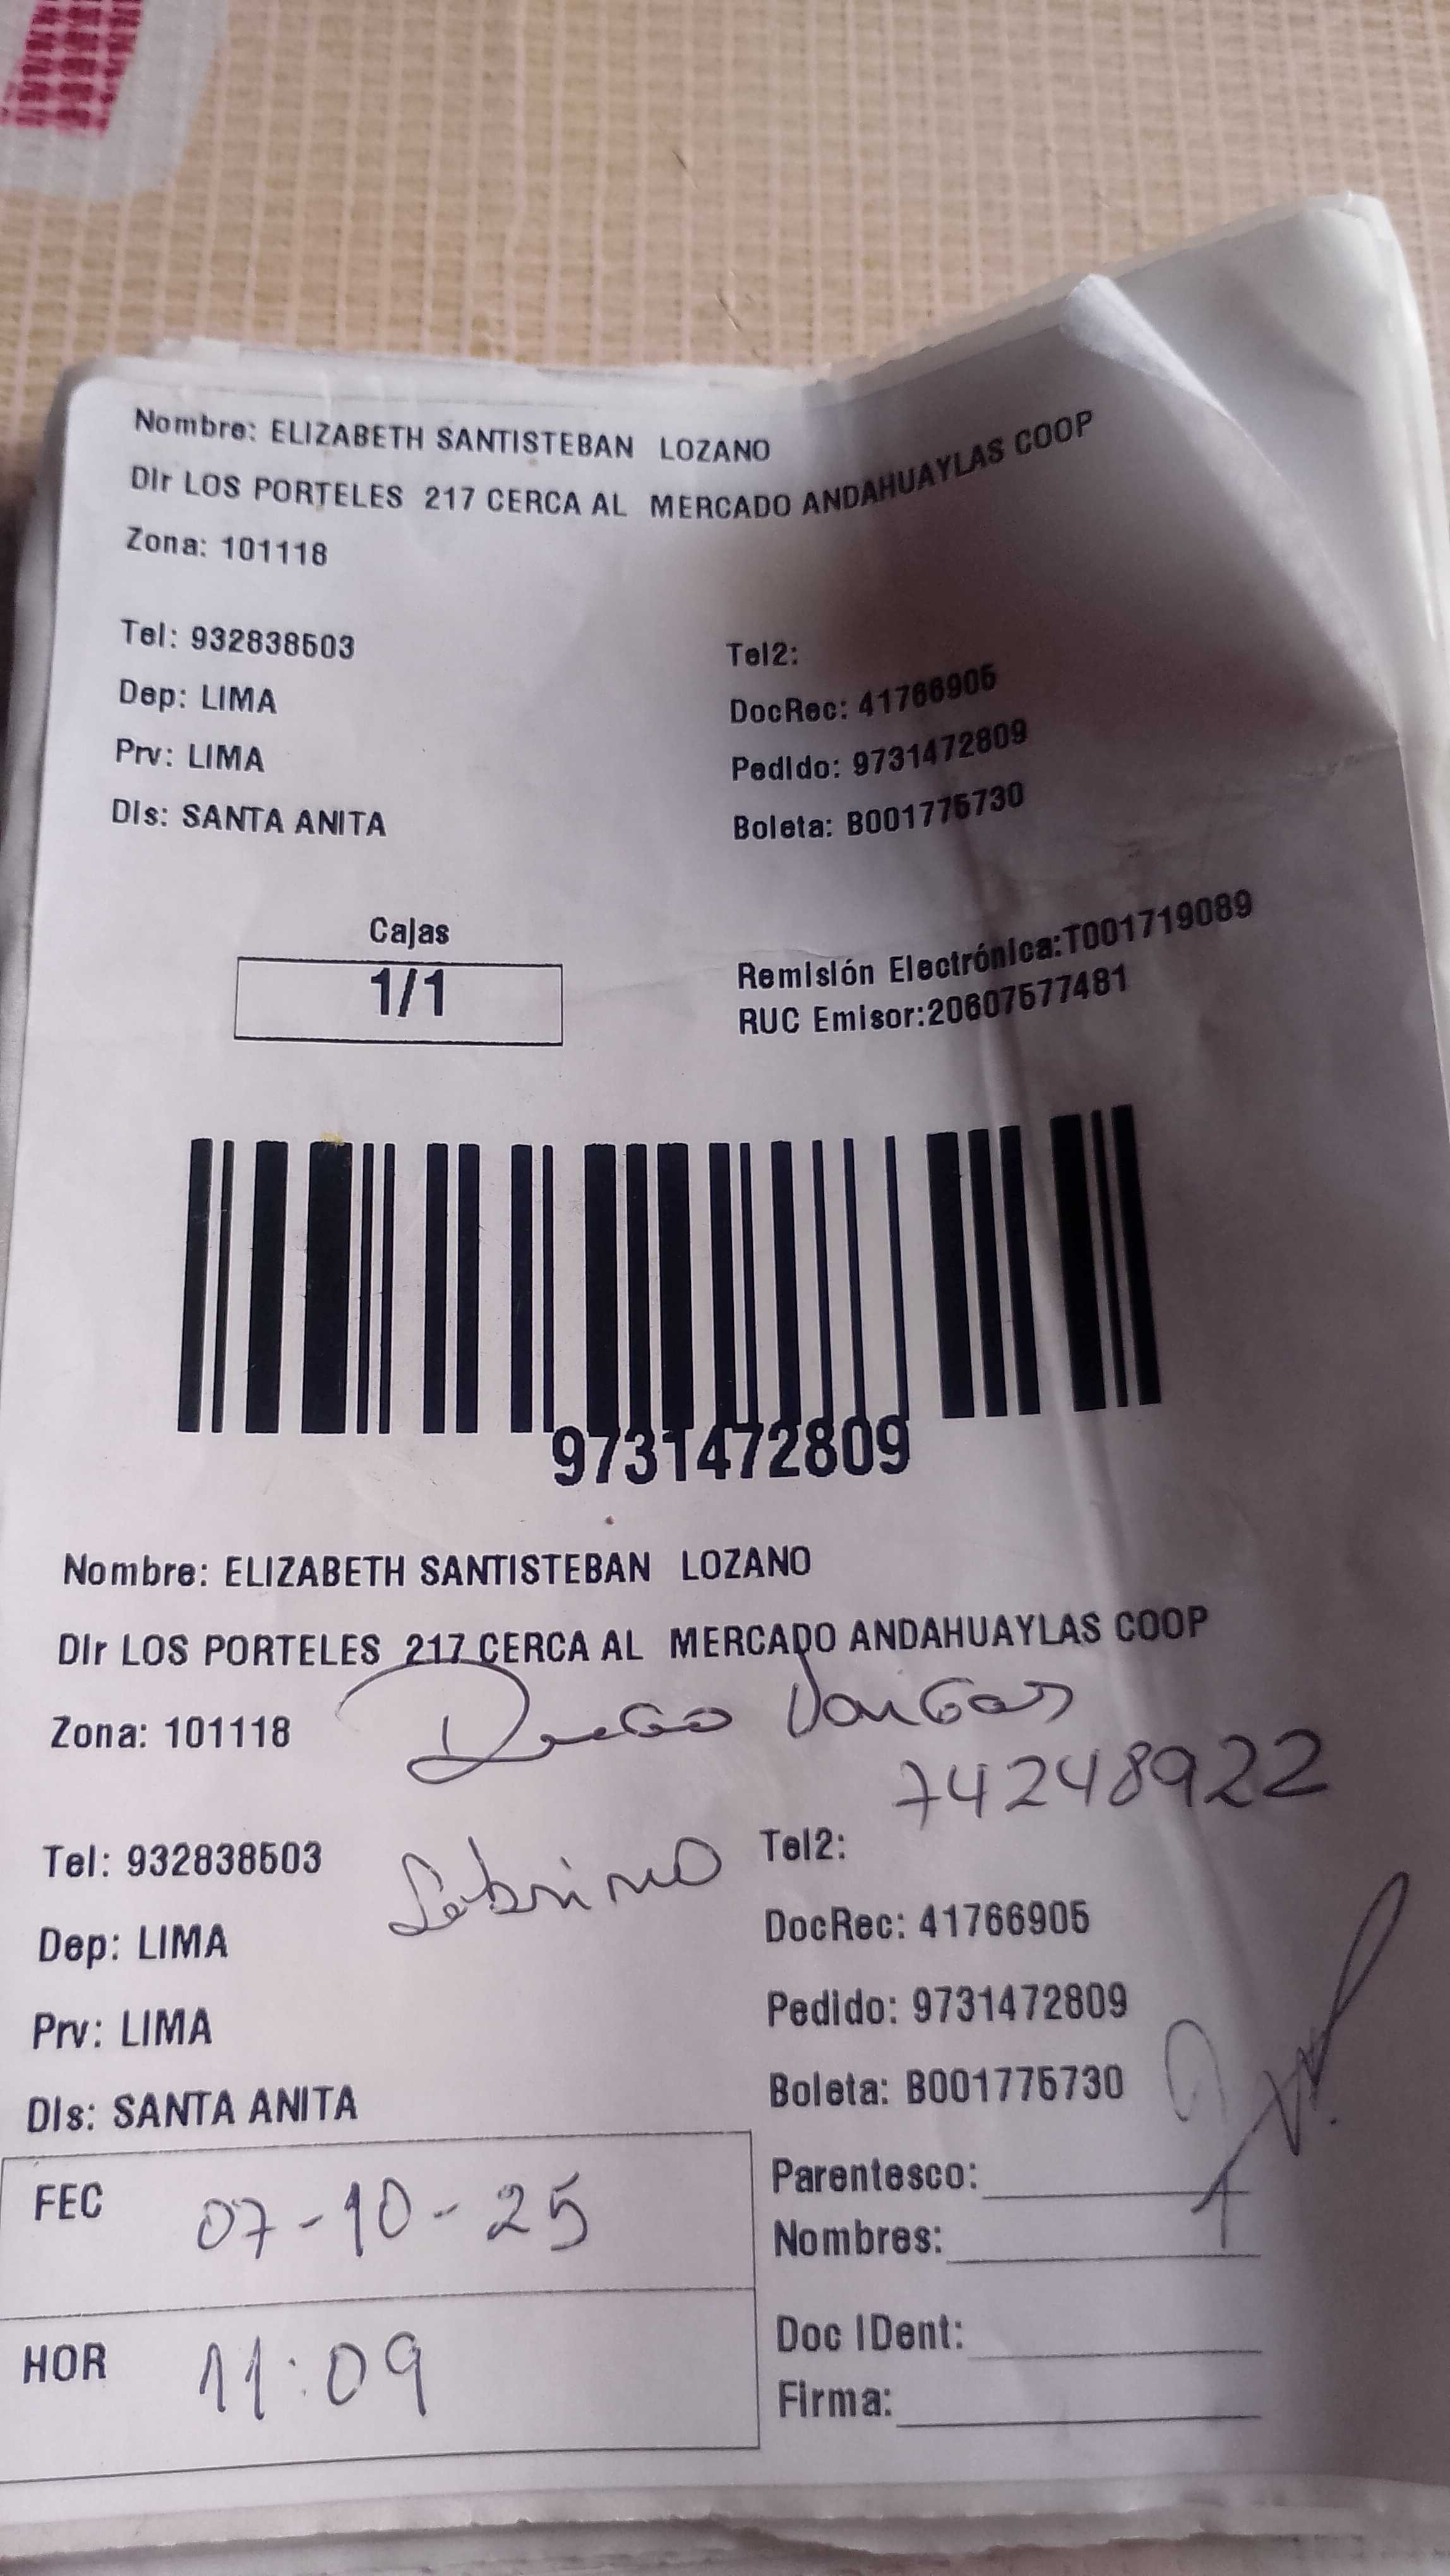 Nombre: ELIZABETH SANTISTEBAN LOZANO
Dir LOS PORTELES 217 CERCA AL MERCADO ANDAHUAYLAS COOP
Zona: 101118
Tel: 932838503
Tel2:
Dep: LIMA
DocRec: 41766905
Prv: LIMA
Pedido: 9731472809
Dis: SANTA ANITA
Boleta: B001775730
Cajas
1/1
Remisión Electrónica:T001719089
RUC Emisor:20607577481
9731472809
Nombre: ELIZABETH SANTISTEBAN LOZANO
Dir LOS PORTELES 217 CERCA AL MERCADO ANDAHUAYLAS COOP
Diego Vargas
Zona: 101118
74248922
Tel: 932838503
Sobrino
Tel2:
Dep: LIMA
DocRec: 41766905
Prv: LIMA
Pedido: 9731472809
Dis: SANTA ANITA
Boleta: B001775730
FEC 07-10-25
Parentesco:
Nombres:
HOR 11:09
Doc IDent:
Firma: